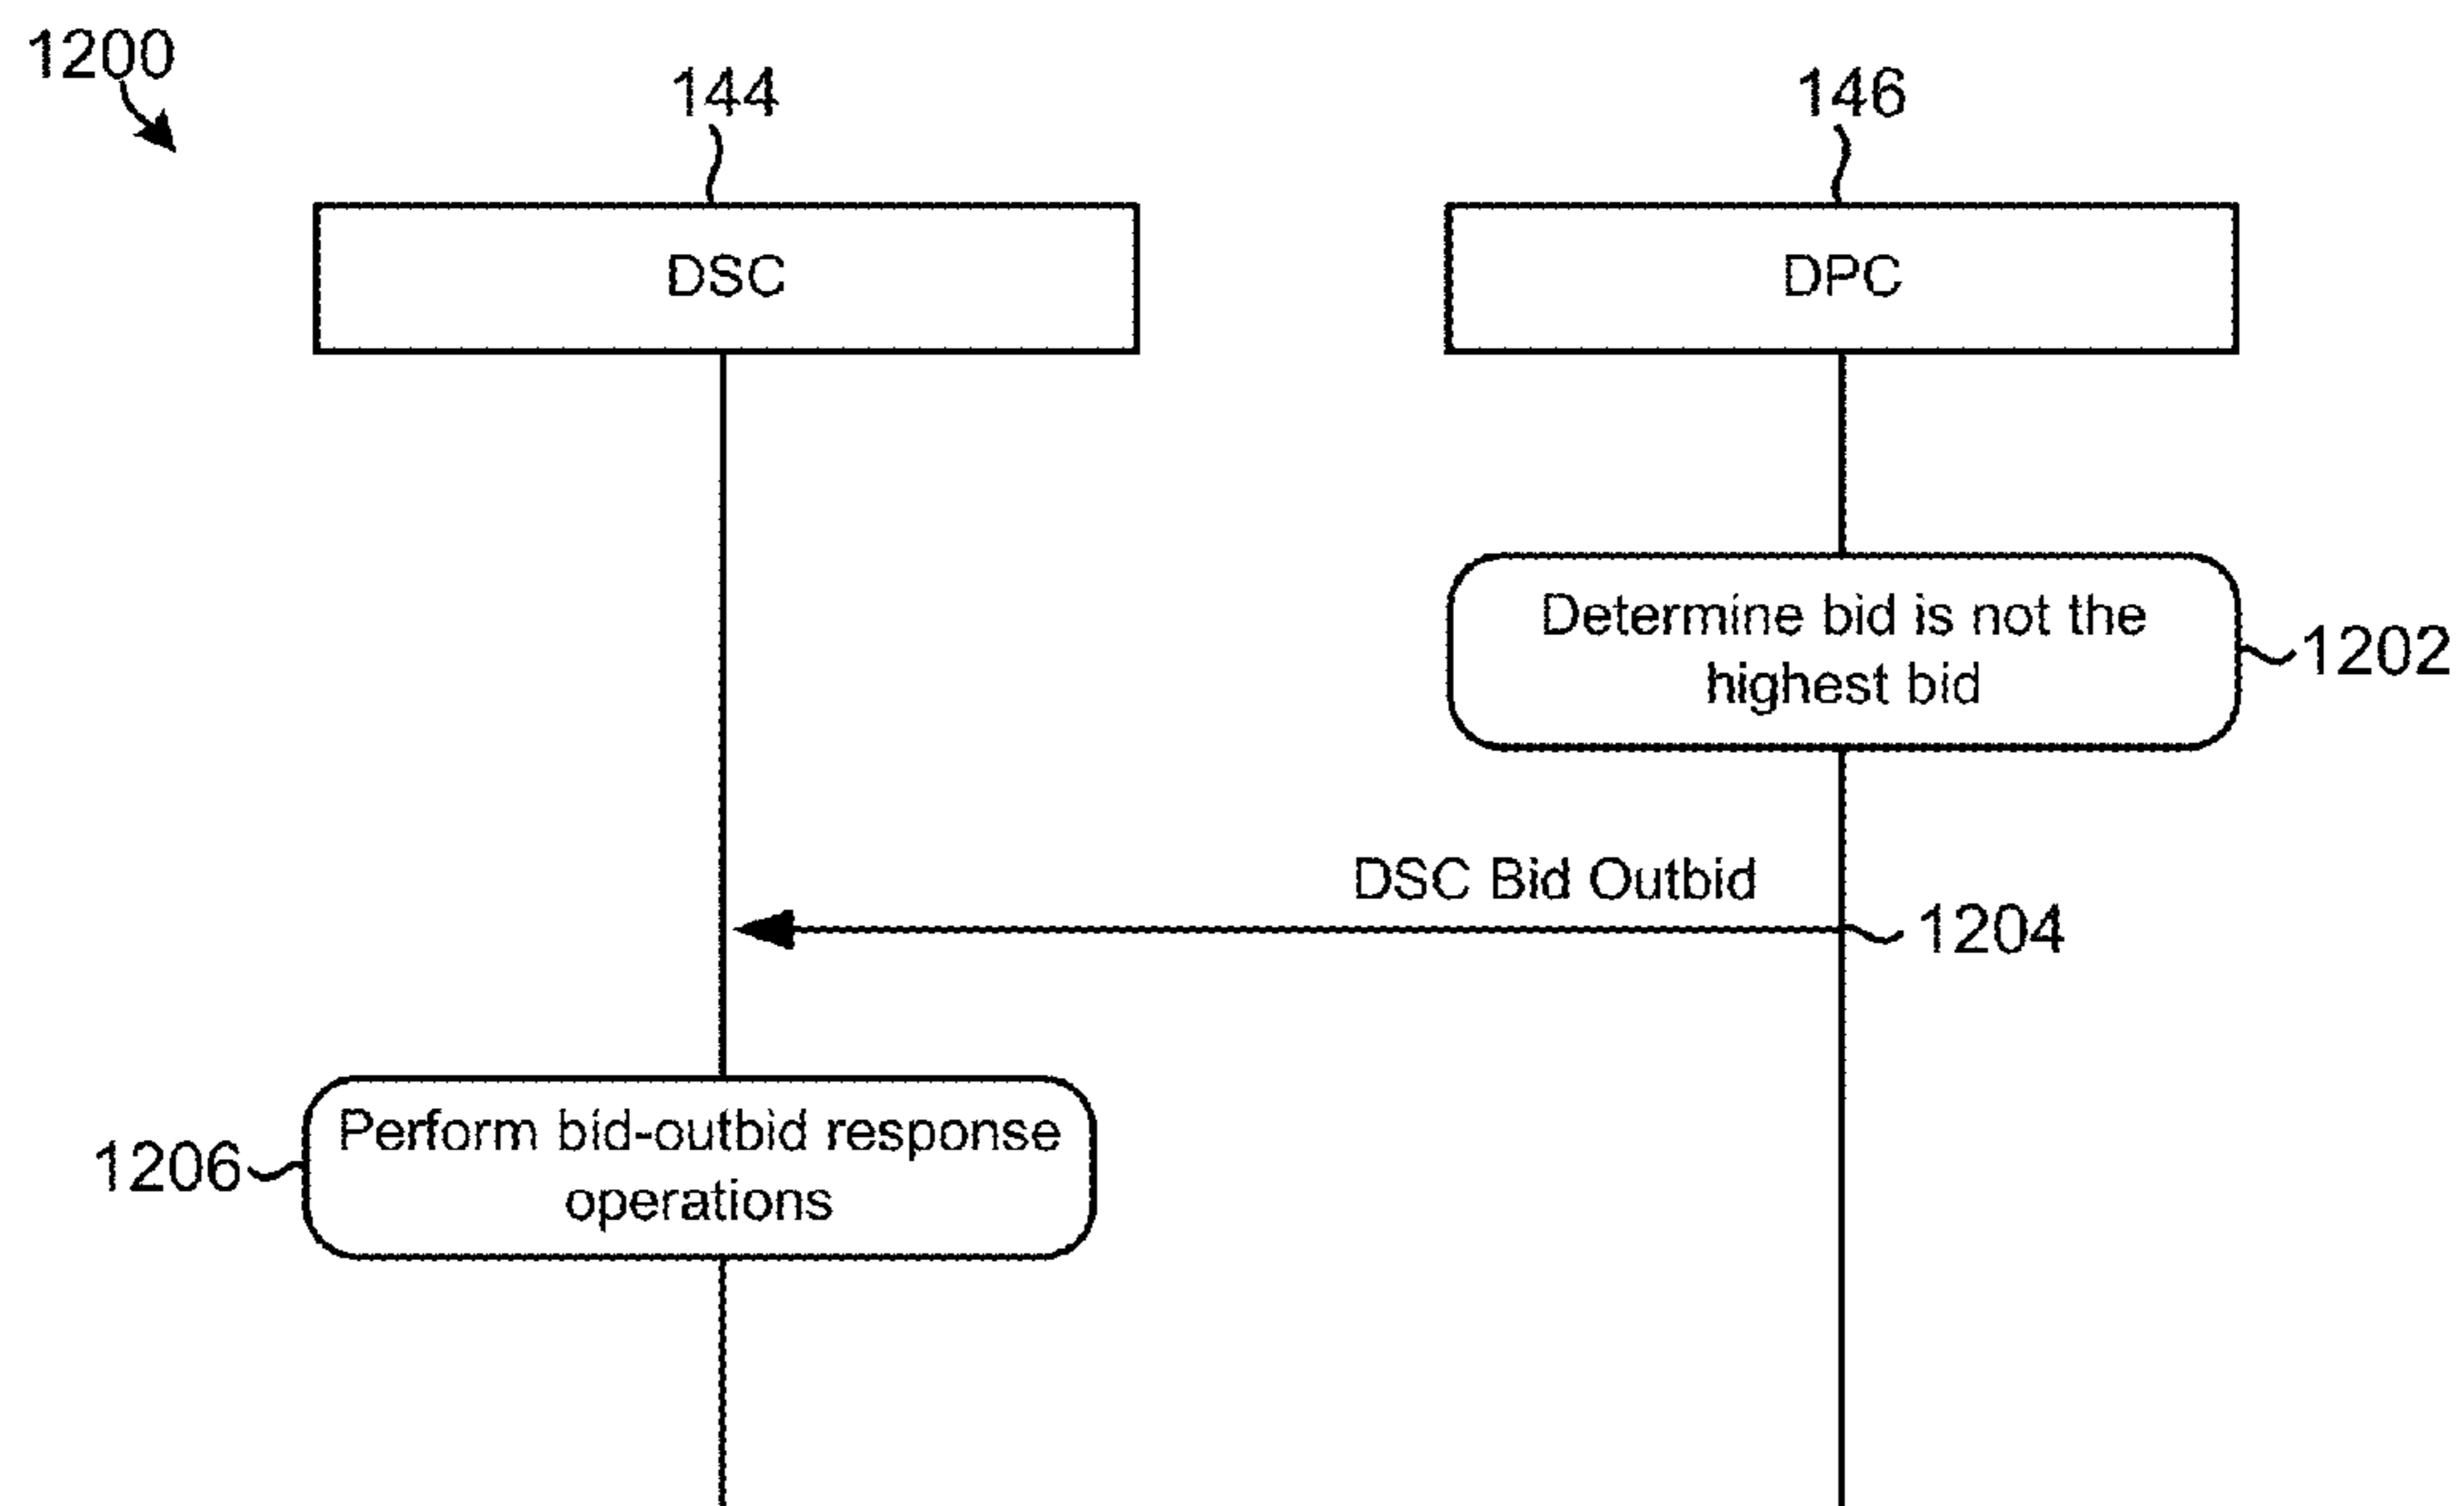 1200
144
146
DSC
DPC
Determine bid is not the
highest bid
1202
DSC Bid Outbid
1204
Perform bid-outbid response
operations
1206